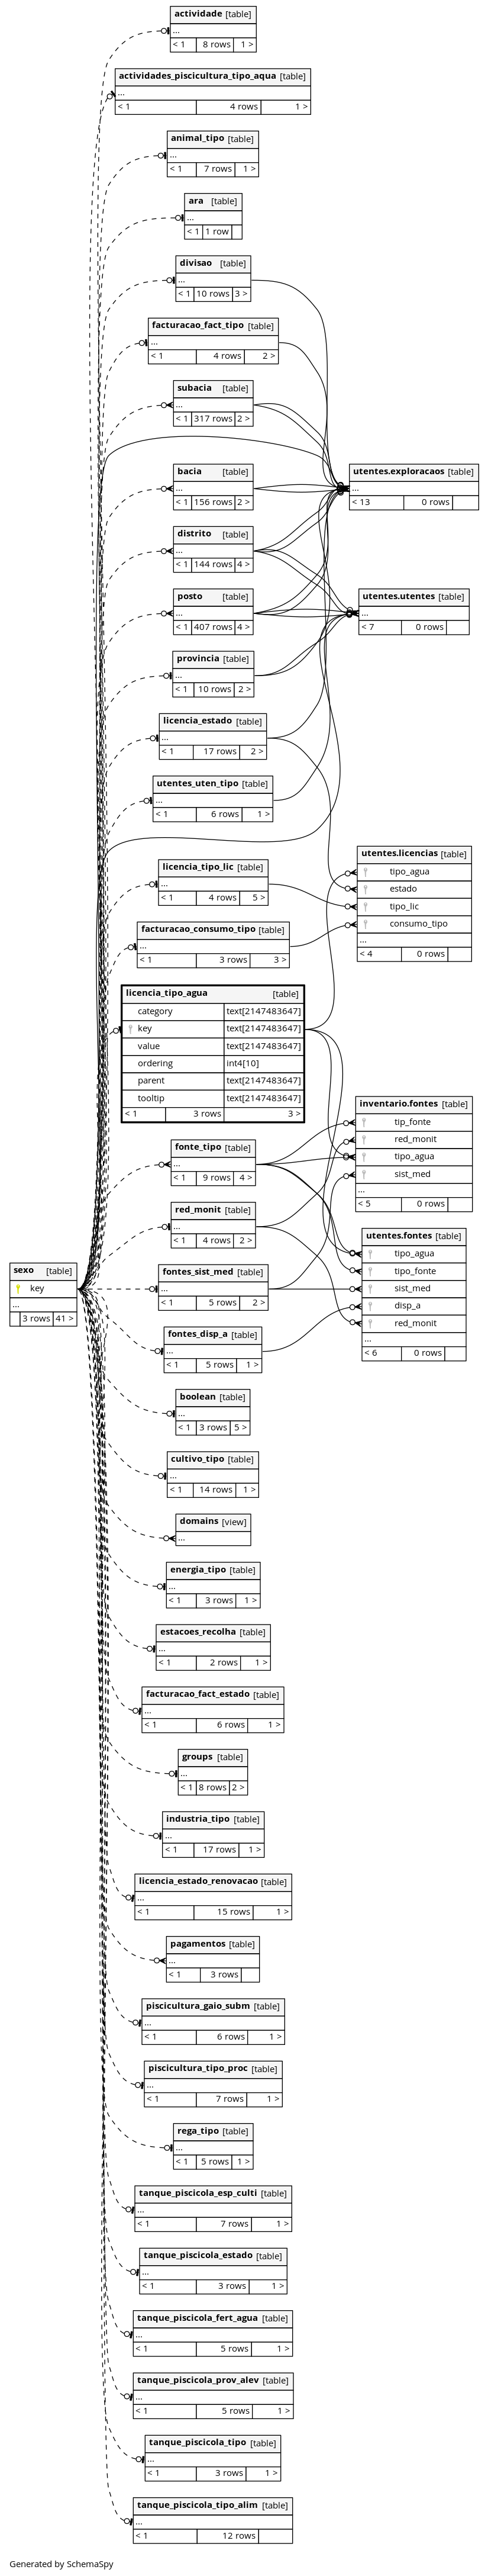 actividade [table]
...
< 1 8 rows 1 >
actividades_piscicultura_tipo_aqua [table]
...
< 1 4 rows 1 >
animal_tipo [table]
...
< 1 7 rows 1 >
ara [table]
...
< 1 1 row
divisao [table]
...
< 1 10 rows 3 >
facturacao_fact_tipo [table]
...
< 1 4 rows 2 >
subacia [table]
...
< 1 317 rows 2 >
bacia [table]
...
< 1 156 rows 2 >
utentes.exploracaos [table]
...
< 13 0 rows
distrito [table]
...
< 1 144 rows 4 >
posto [table]
...
< 1 407 rows 4 >
utentes.utentes [table]
...
< 7 0 rows
provincia [table]
...
< 1 10 rows 2 >
licencia_estado [table]
...
< 1 17 rows 2 >
utentes_uten_tipo [table]
...
< 1 6 rows 1 >
licencia_tipo_lic [table]
...
< 1 4 rows 5 >
utentes.licencias [table]
tipo_agua
estado
tipo_lic
consumo_tipo
...
< 4 0 rows
facturacao_consumo_tipo [table]
...
< 1 3 rows 3 >
licencia_tipo_agua [table]
category text[2147483647]
key text[2147483647]
value text[2147483647]
ordering int4[10]
parent text[2147483647]
tooltip text[2147483647]
< 1 3 rows 3 >
inventario.fontes [table]
tip_fonte
red_monit
tipo_agua
sist_med
...
< 5 0 rows
fonte_tipo [table]
...
< 1 9 rows 4 >
red_monit [table]
...
< 1 4 rows 2 >
utentes.fontes [table]
tipo_agua
tipo_fonte
sist_med
disp_a
red_monit
...
< 6 0 rows
sexo [table]
key
...
3 rows 41 >
fontes_sist_med [table]
...
< 1 5 rows 2 >
fontes_disp_a [table]
...
< 1 5 rows 1 >
boolean [table]
...
< 1 3 rows 5 >
cultivo_tipo [table]
...
< 1 14 rows 1 >
domains [view]
...
energia_tipo [table]
...
< 1 3 rows 1 >
estacoes_recolha [table]
...
< 1 2 rows 1 >
facturacao_fact_estado [table]
...
< 1 6 rows 1 >
groups [table]
...
< 1 8 rows 2 >
industria_tipo [table]
...
< 1 17 rows 1 >
licencia_estado_renovacao [table]
...
< 1 15 rows 1 >
pagamentos [table]
...
< 1 3 rows
piscicultura_gaio_subm [table]
...
< 1 6 rows 1 >
piscicultura_tipo_proc [table]
...
< 1 7 rows 1 >
rega_tipo [table]
...
< 1 5 rows 1 >
tanque_piscicola_esp_culti [table]
...
< 1 7 rows 1 >
tanque_piscicola_estado [table]
...
< 1 3 rows 1 >
tanque_piscicola_fert_agua [table]
...
< 1 5 rows 1 >
tanque_piscicola_prov_alev [table]
...
< 1 5 rows 1 >
tanque_piscicola_tipo [table]
...
< 1 3 rows 1 >
tanque_piscicola_tipo_alim [table]
...
< 1 12 rows
Generated by SchemaSpy